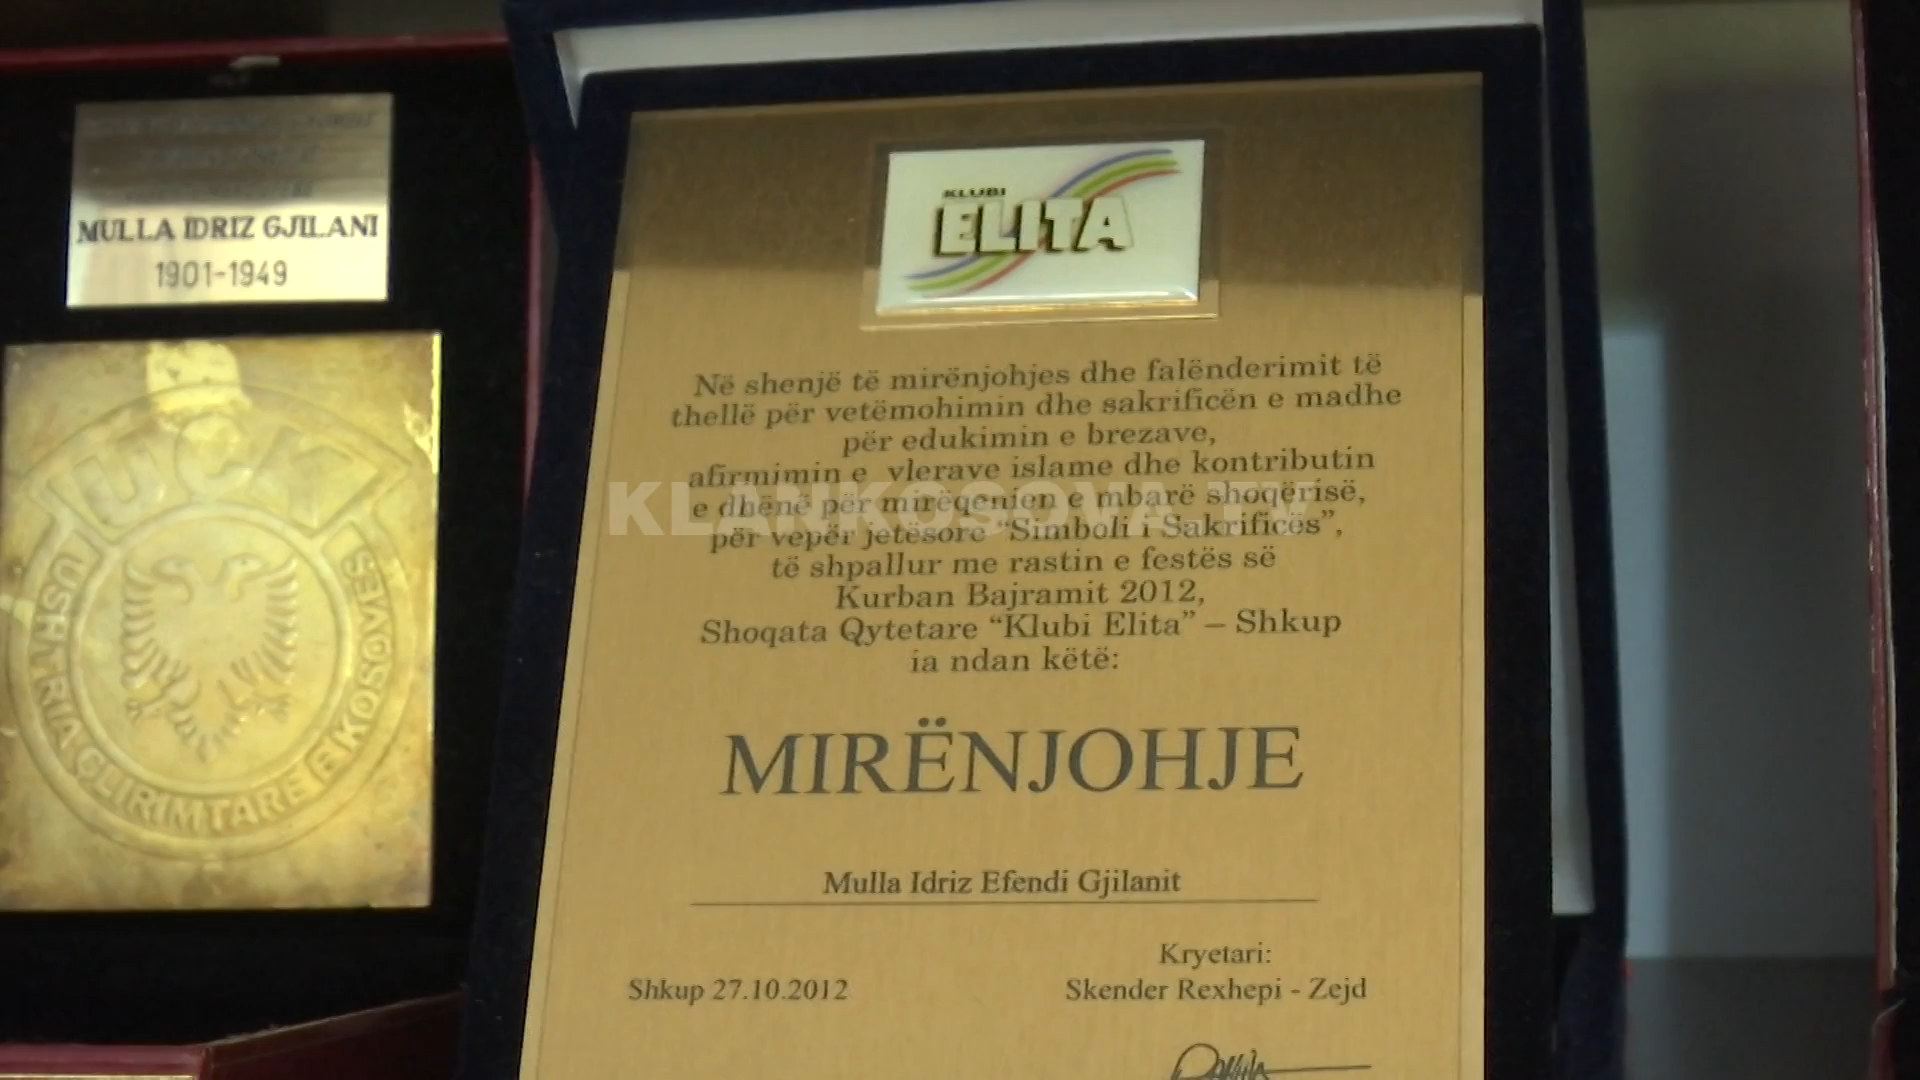 MULLA IDRIZ GJILANI
1901-1949
UÇK
USHTRIA ÇLIRIMTARE E KOSOVËS
KLUBI
ELITA
Në shenjë të mirënjohjes dhe falënderimit të
thellë për vetëmohimin dhe sakrificën e madhe
për edukimin e brezave,
afirmimin e vlerave islame dhe kontributin
e dhënë për mirëqenien e mbarë shoqërisë,
për vepër jetësore “Simboli i Sakrificës”,
të shpallur me rastin e festës së
Kurban Bajramit 2012,
Shoqata Qytetare “Klubi Elita” – Shkup
ia ndan këtë:
MIRËNJOHJE
Mulla Idriz Efendi Gjilanit
Kryetari:
Shkup 27.10.2012
Skender Rexhepi - Zejd
KLANKOSOVA.TV